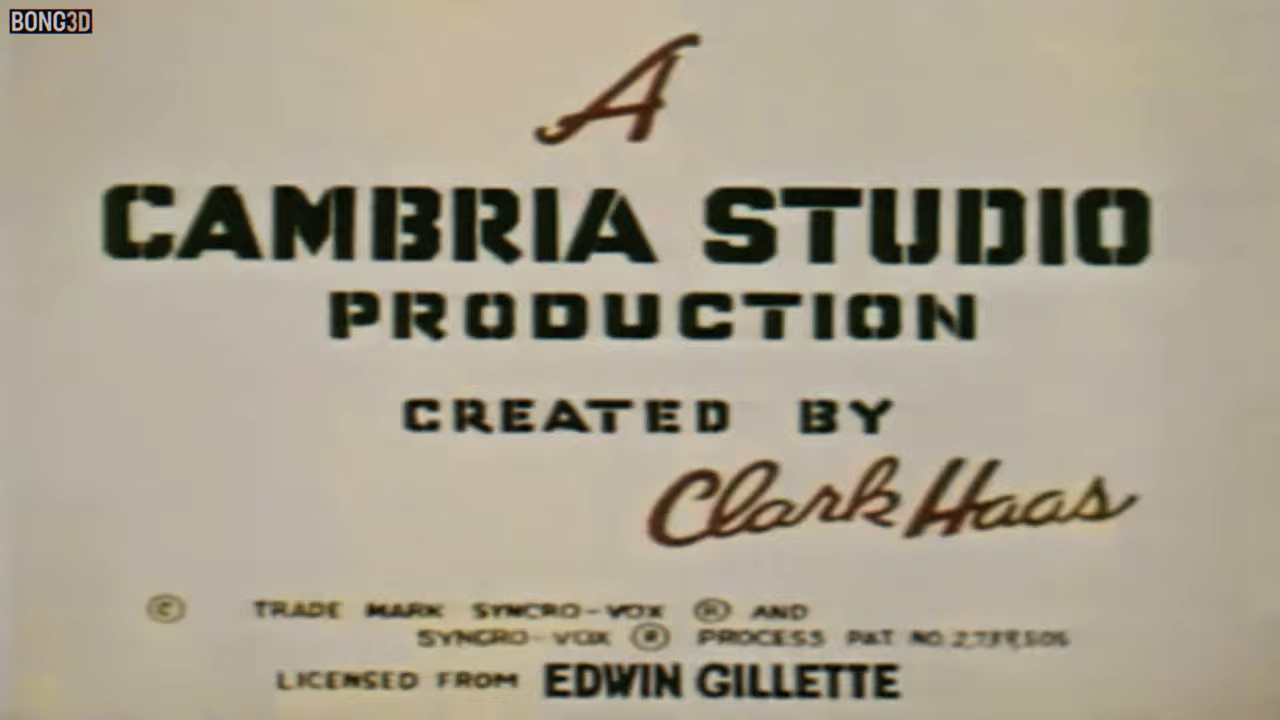 BONG3D
A
CAMBRIA STUDIO
PRODUCTION
CREATED BY
Clark Haas
© TRADE MARK SYNCRO-VOX ® AND
SYNCRO-VOX ® PROCESS PAT NO.
LICENSED FROM EDWIN GILLETTE